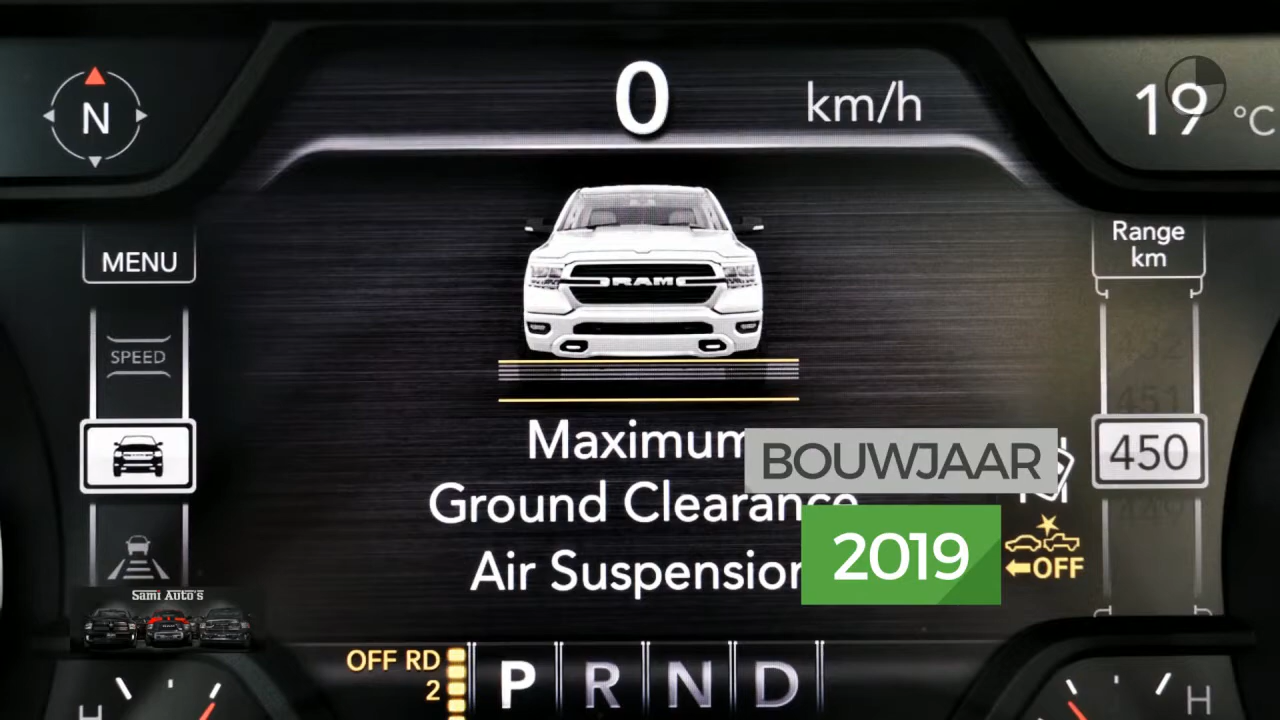 N
0
km/h
19 °C
MENU
Range
km
SPEED
RAM
451
450
Maximum
Ground Clearance
Air Suspension
BOUWJAAR
2019
OFF
Sami Auto's
OFF RD
2
P R N D
H
H